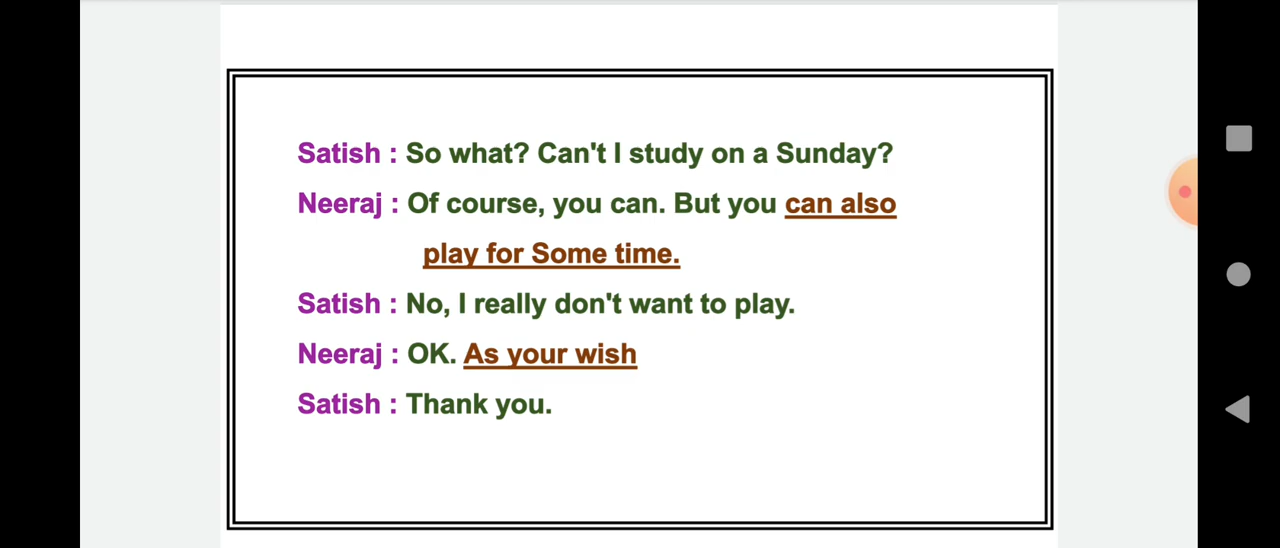 Satish : So what? Can't I study on a Sunday?
Neeraj : Of course, you can. But you can also
play for Some time.
Satish : No, I really don't want to play.
Neeraj : OK. As your wish
Satish : Thank you.